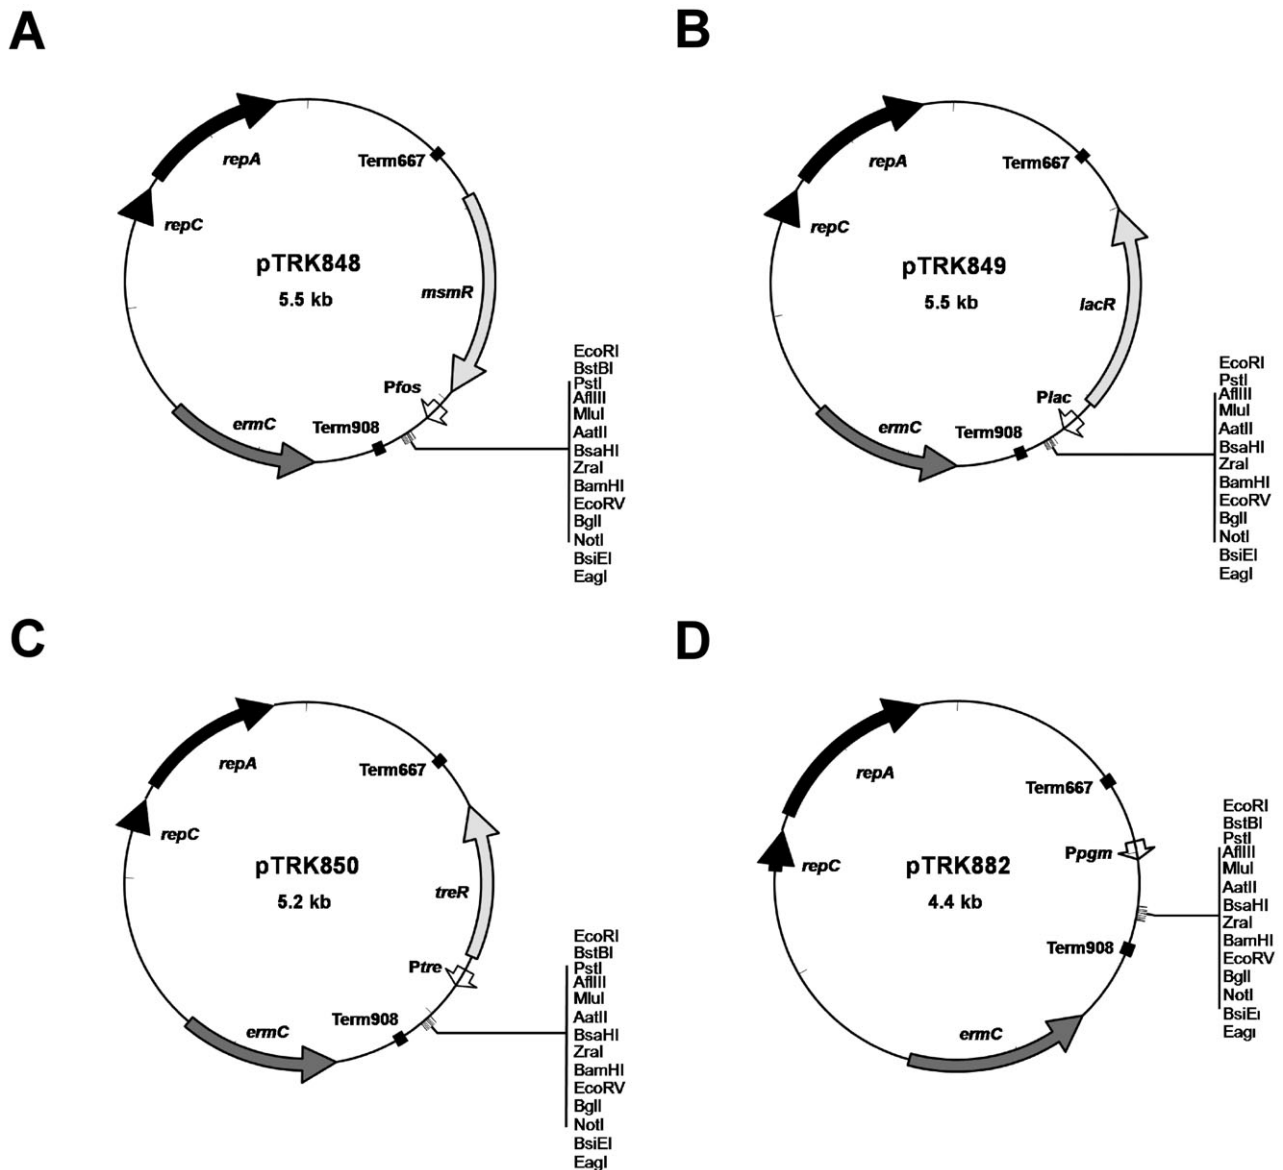 A
repA
Term667
repC
pTRK848
5.5 kb
msmR
Pfos
ermC
Term908
EcoRI
BstBI
PstI
AflIII
MluI
AatII
BsaHI
ZraI
BamHI
EcoRV
BglI
NotI
BsiEI
EagI
B
repA
Term667
repC
pTRK849
5.5 kb
lacR
Plac
ermC
Term908
EcoRI
PstI
AflIII
MluI
AatII
BsaHI
ZraI
BamHI
EcoRV
BglI
NotI
BsiEI
EagI
C
repA
Term667
repC
pTRK850
5.2 kb
treR
Ptre
ermC
Term908
EcoRI
BstBI
PstI
AflIII
MluI
AatII
BsaHI
ZraI
BamHI
EcoRV
BglI
NotI
BsiEI
EagI
D
repA
Term667
repC
pTRK882
4.4 kb
Ppgm
Term908
ermC
EcoRI
BstBI
PstI
AflIII
MluI
AatII
BsaHI
ZraI
BamHI
EcoRV
BglI
NotI
BsiEI
EagI